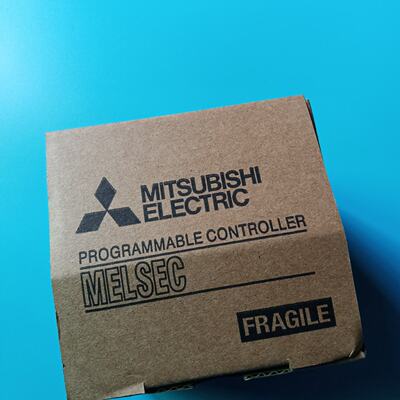 MITSUBISHI
ELECTRIC
PROGRAMMABLE CONTROLLER
MELSEC
FRAGILE